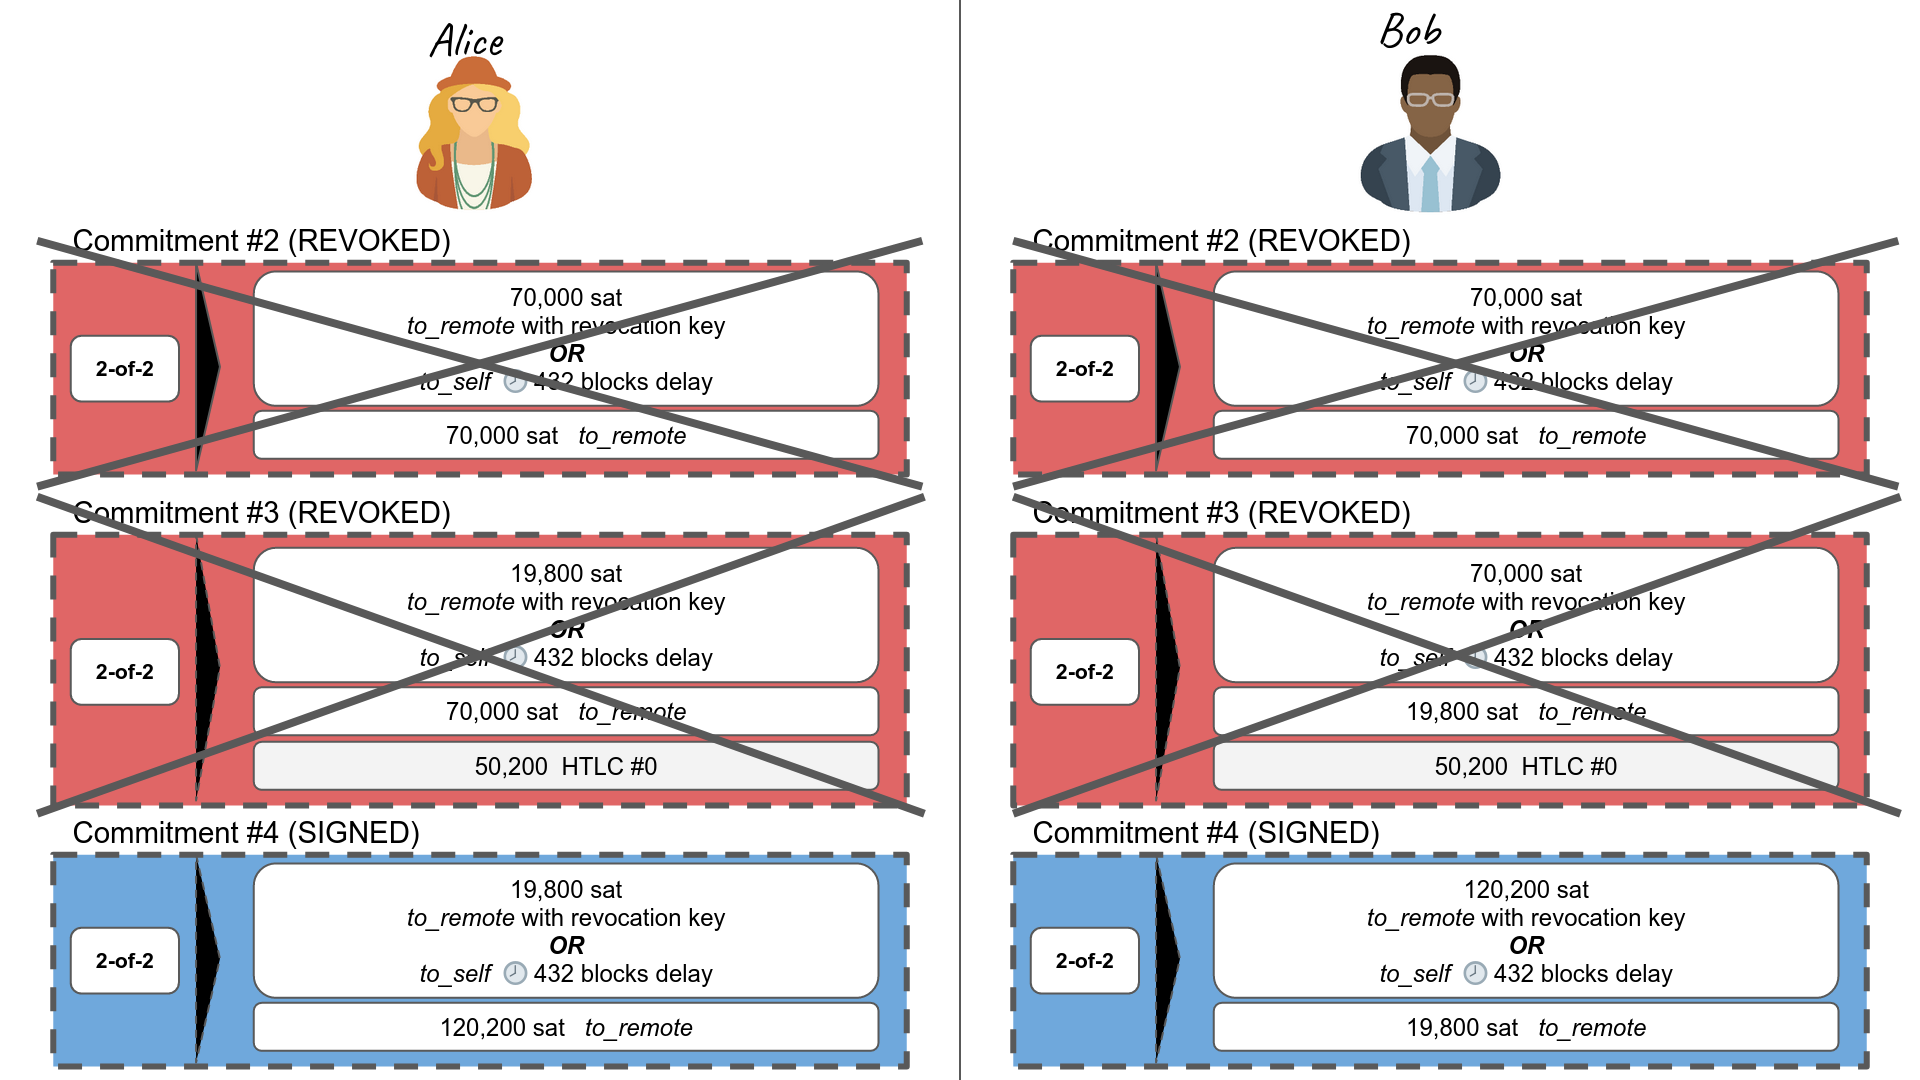 Alice
Commitment #2 (REVOKED)
2-of-2
70,000 sat
to_remote with revocation key
OR
to_self 🕗 432 blocks delay
70,000 sat to_remote
Commitment #3 (REVOKED)
2-of-2
19,800 sat
to_remote with revocation key
OR
to_self 🕗 432 blocks delay
70,000 sat to_remote
50,200 HTLC #0
Commitment #4 (SIGNED)
2-of-2
19,800 sat
to_remote with revocation key
OR
to_self 🕗 432 blocks delay
120,200 sat to_remote
Bob
Commitment #2 (REVOKED)
2-of-2
70,000 sat
to_remote with revocation key
OR
to_self 🕗 432 blocks delay
70,000 sat to_remote
Commitment #3 (REVOKED)
2-of-2
70,000 sat
to_remote with revocation key
OR
to_self 🕗 432 blocks delay
19,800 sat to_remote
50,200 HTLC #0
Commitment #4 (SIGNED)
2-of-2
120,200 sat
to_remote with revocation key
OR
to_self 🕗 432 blocks delay
19,800 sat to_remote